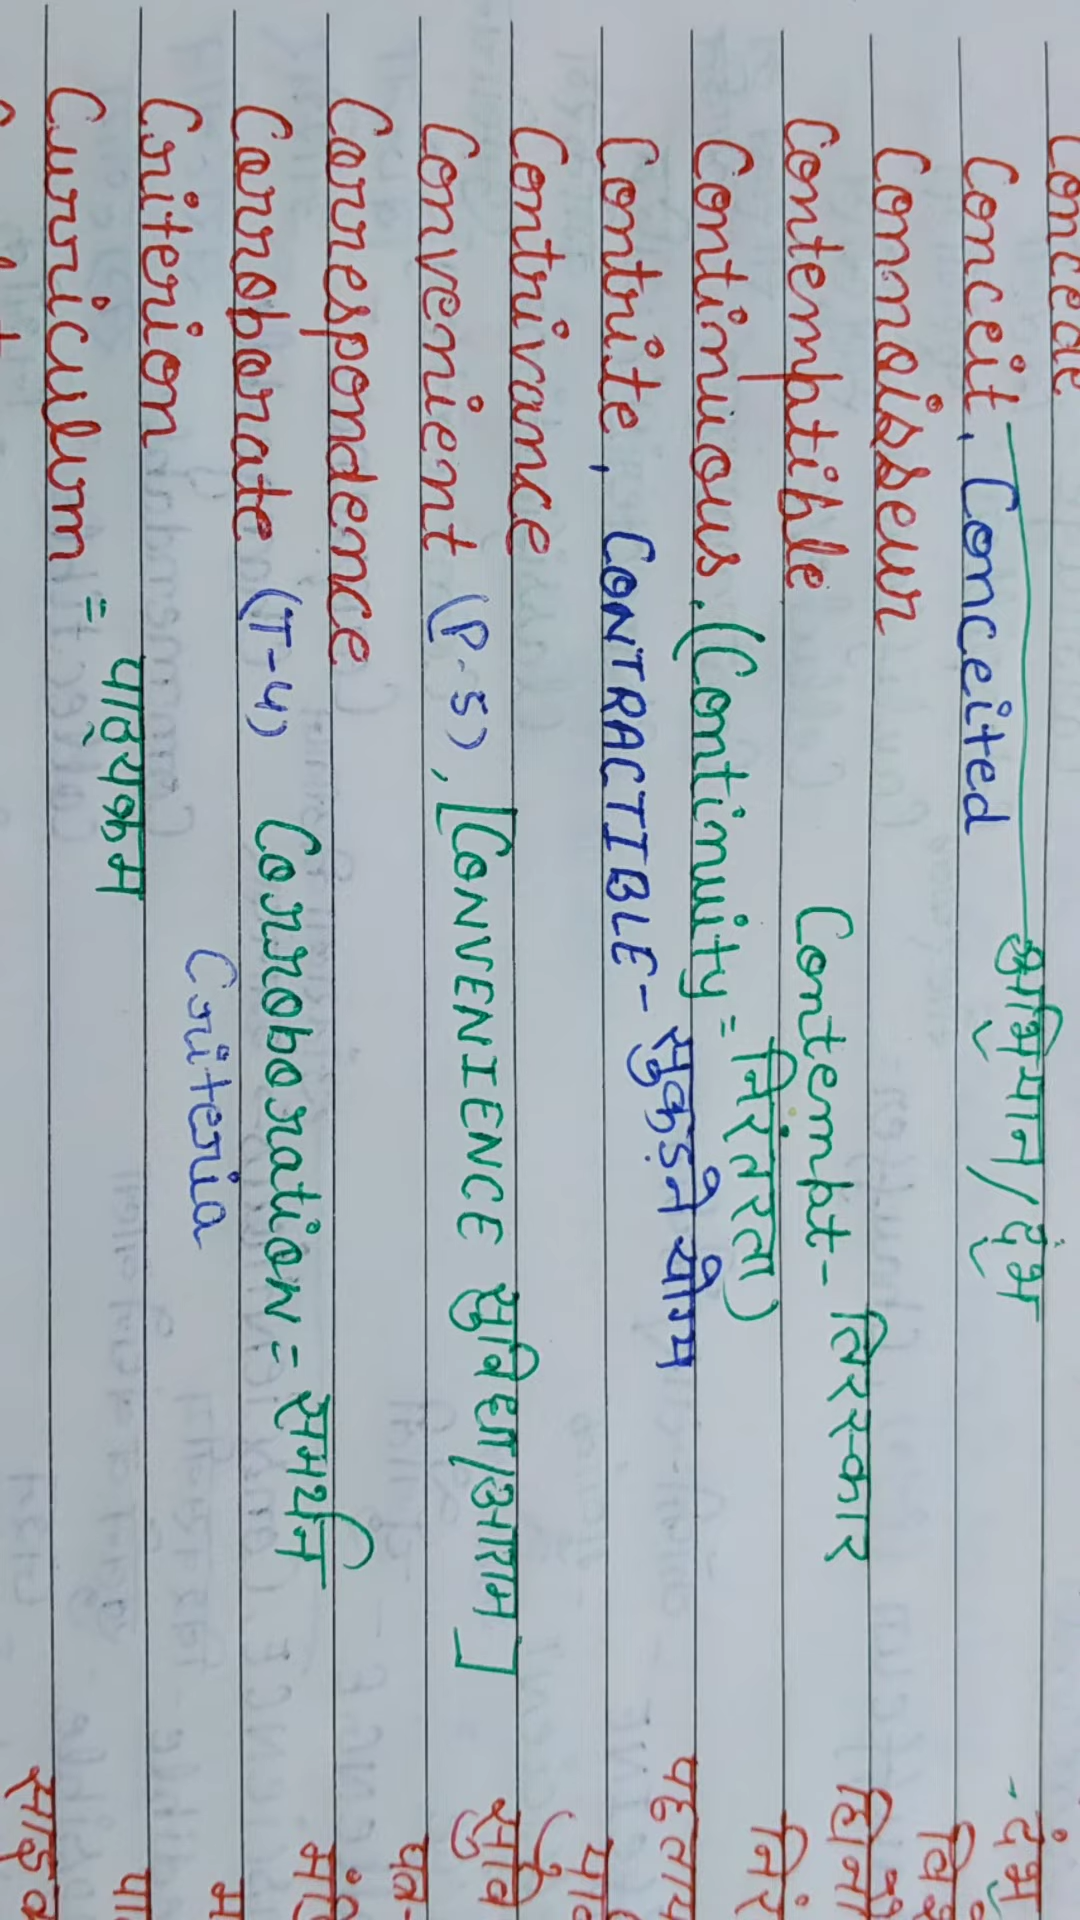 Concede
Conceit, Conceited अभिमान / दंभ - दंभ
Connoisseur
Contemptible Contempt - तिरस्कार
Continuous, (Continuity = निरंतरता)
Contrite, CONTRACTIBLE - सुकड़ने योग्य
Contrivance
Convenient (P-5), [CONVENIENCE सुविधा/आराम]
Correspondence
Corroborate (T-4) Corroboration = समर्थन
Criterion Criteria
Curriculum = पाठ्यक्रम